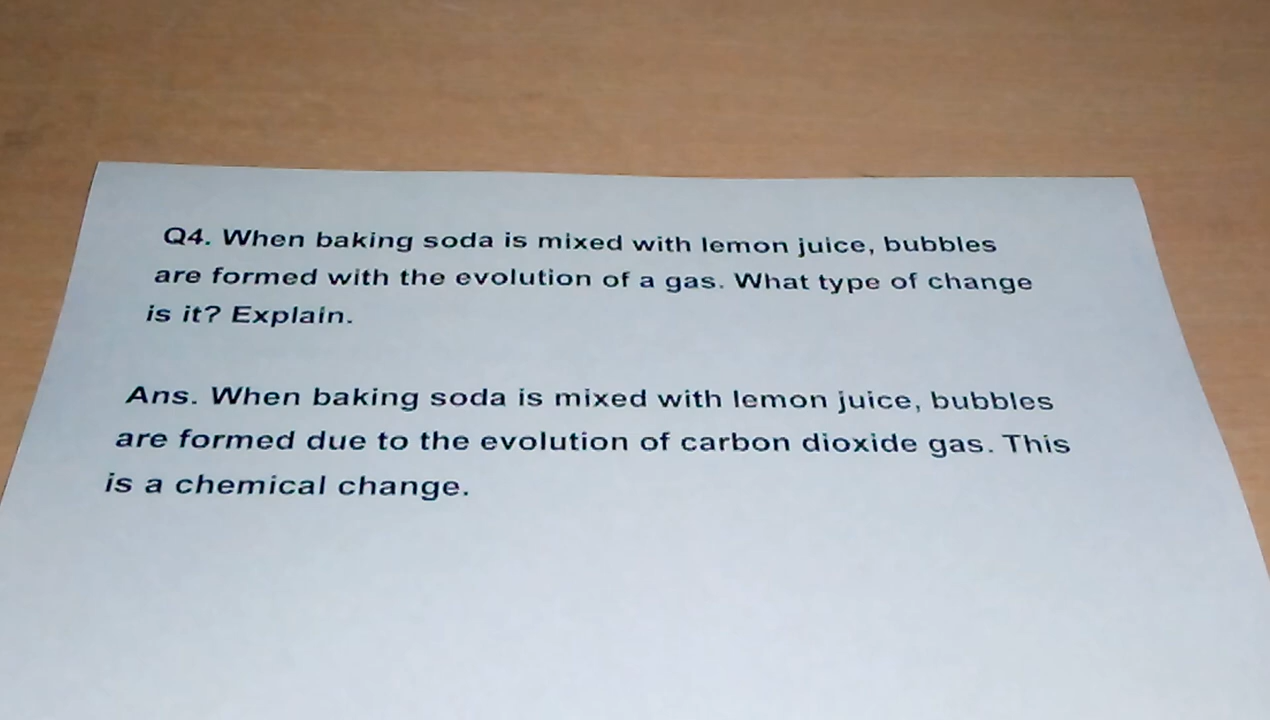 Q4. When baking soda is mixed with lemon juice, bubbles
are formed with the evolution of a gas. What type of change
is it? Explain.
Ans. When baking soda is mixed with lemon juice, bubbles
are formed due to the evolution of carbon dioxide gas. This
is a chemical change.